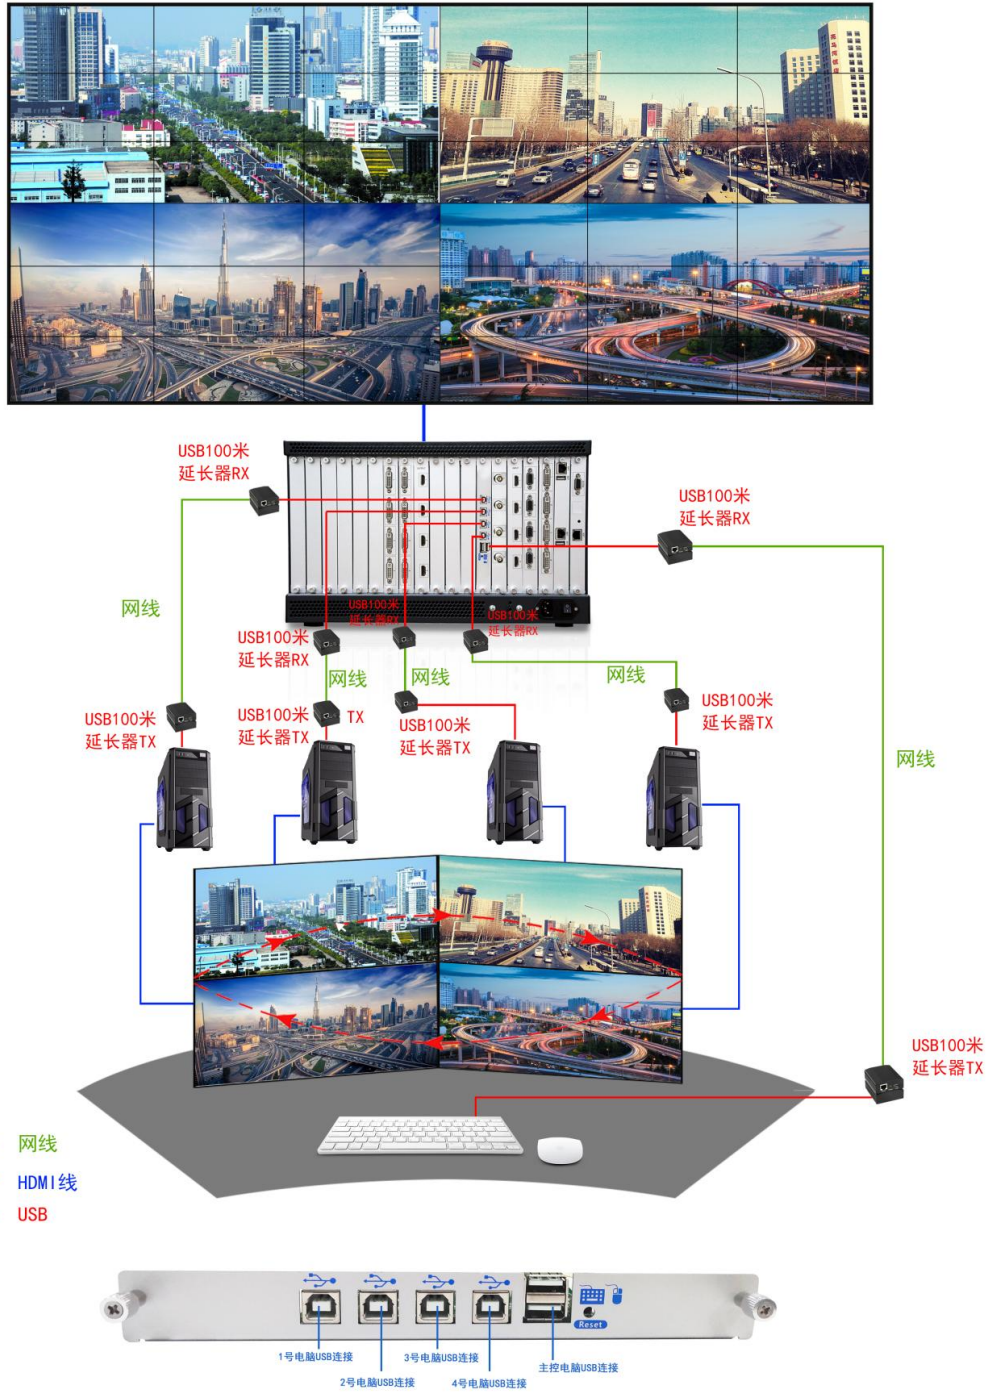 USB100米
延长器RX
USB100米
延长器RX
网线
USB100米
延长器RX
USB100米
延长器RX
USB100米
延长器RX
网线
网线
网线
USB100米
延长器TX
USB100米
延长器TX
TX
USB100米
延长器TX
USB100米
延长器TX
网线
USB100米
延长器TX
网线
HDMI线
USB
Reset
1号电脑USB连接
2号电脑USB连接
3号电脑USB连接
4号电脑USB连接
主控电脑USB连接